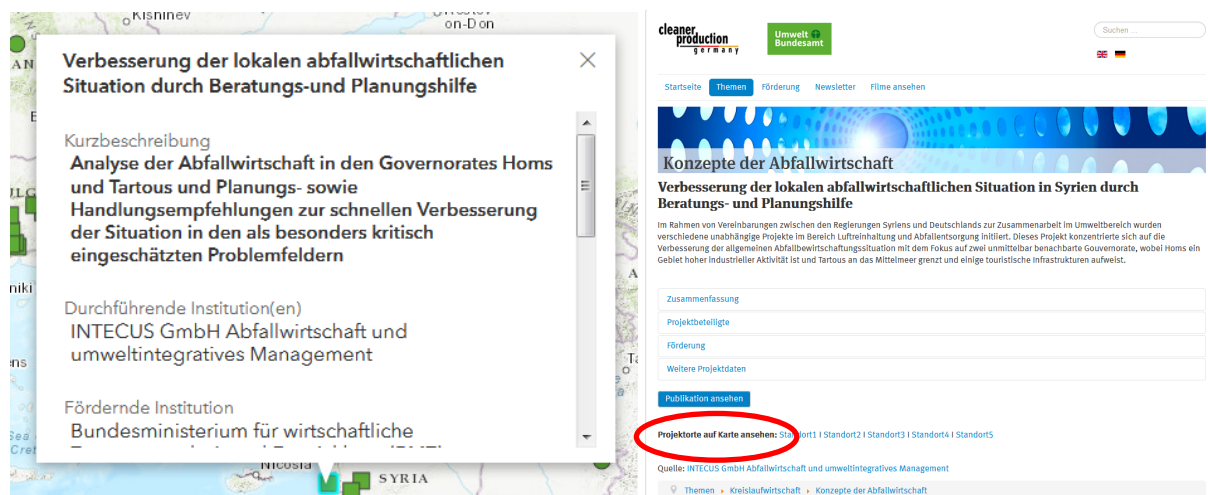 Kishinev
on-Don
AN
E
ULG
niki
ens
Sea
Cret
A
Ta
Verbesserung der lokalen abfallwirtschaftlichen
Situation durch Beratungs-und Planungshilfe
Kurzbeschreibung
Analyse der Abfallwirtschaft in den Governorates Homs
und Tartous und Planungs- sowie
Handlungsempfehlungen zur schnellen Verbesserung
der Situation in den als besonders kritisch
eingeschätzten Problemfeldern
Durchführende Institution(en)
INTECUS GmbH Abfallwirtschaft und
umweltintegratives Management
Fördernde Institution
Bundesministerium für wirtschaftliche
Nicosia
SYRIA
cleaner
production
germany
Umwelt
Bundesamt
Suchen ...
Startseite Themen Förderung Newsletter Filme ansehen
Konzepte der Abfallwirtschaft
Verbesserung der lokalen abfallwirtschaftlichen Situation in Syrien durch
Beratungs- und Planungshilfe
Im Rahmen von Vereinbarungen zwischen den Regierungen Syriens und Deutschlands zur Zusammenarbeit im Umweltbereich wurden
verschiedene unabhängige Projekte im Bereich Luftreinhaltung und Abfallentsorgung initiiert. Dieses Projekt konzentrierte sich auf die
Verbesserung der allgemeinen Abfallbewirtschaftungssituation mit dem Fokus auf zwei unmittelbar benachbarte Gouvernorate, wobei Homs ein
Gebiet hoher industrieller Aktivität ist und Tartous an das Mittelmeer grenzt und einige touristische Infrastrukturen aufweist.
Zusammenfassung
Projektbeteiligte
Förderung
Weitere Projektdaten
Publikation ansehen
Projektorte auf Karte ansehen: Standort1 I Standort2 I Standort3 I Standort4 I Standort5
Quelle: INTECUS GmbH Abfallwirtschaft und umweltintegratives Management
Themen ▸ Kreislaufwirtschaft ▸ Konzepte der Abfallwirtschaft